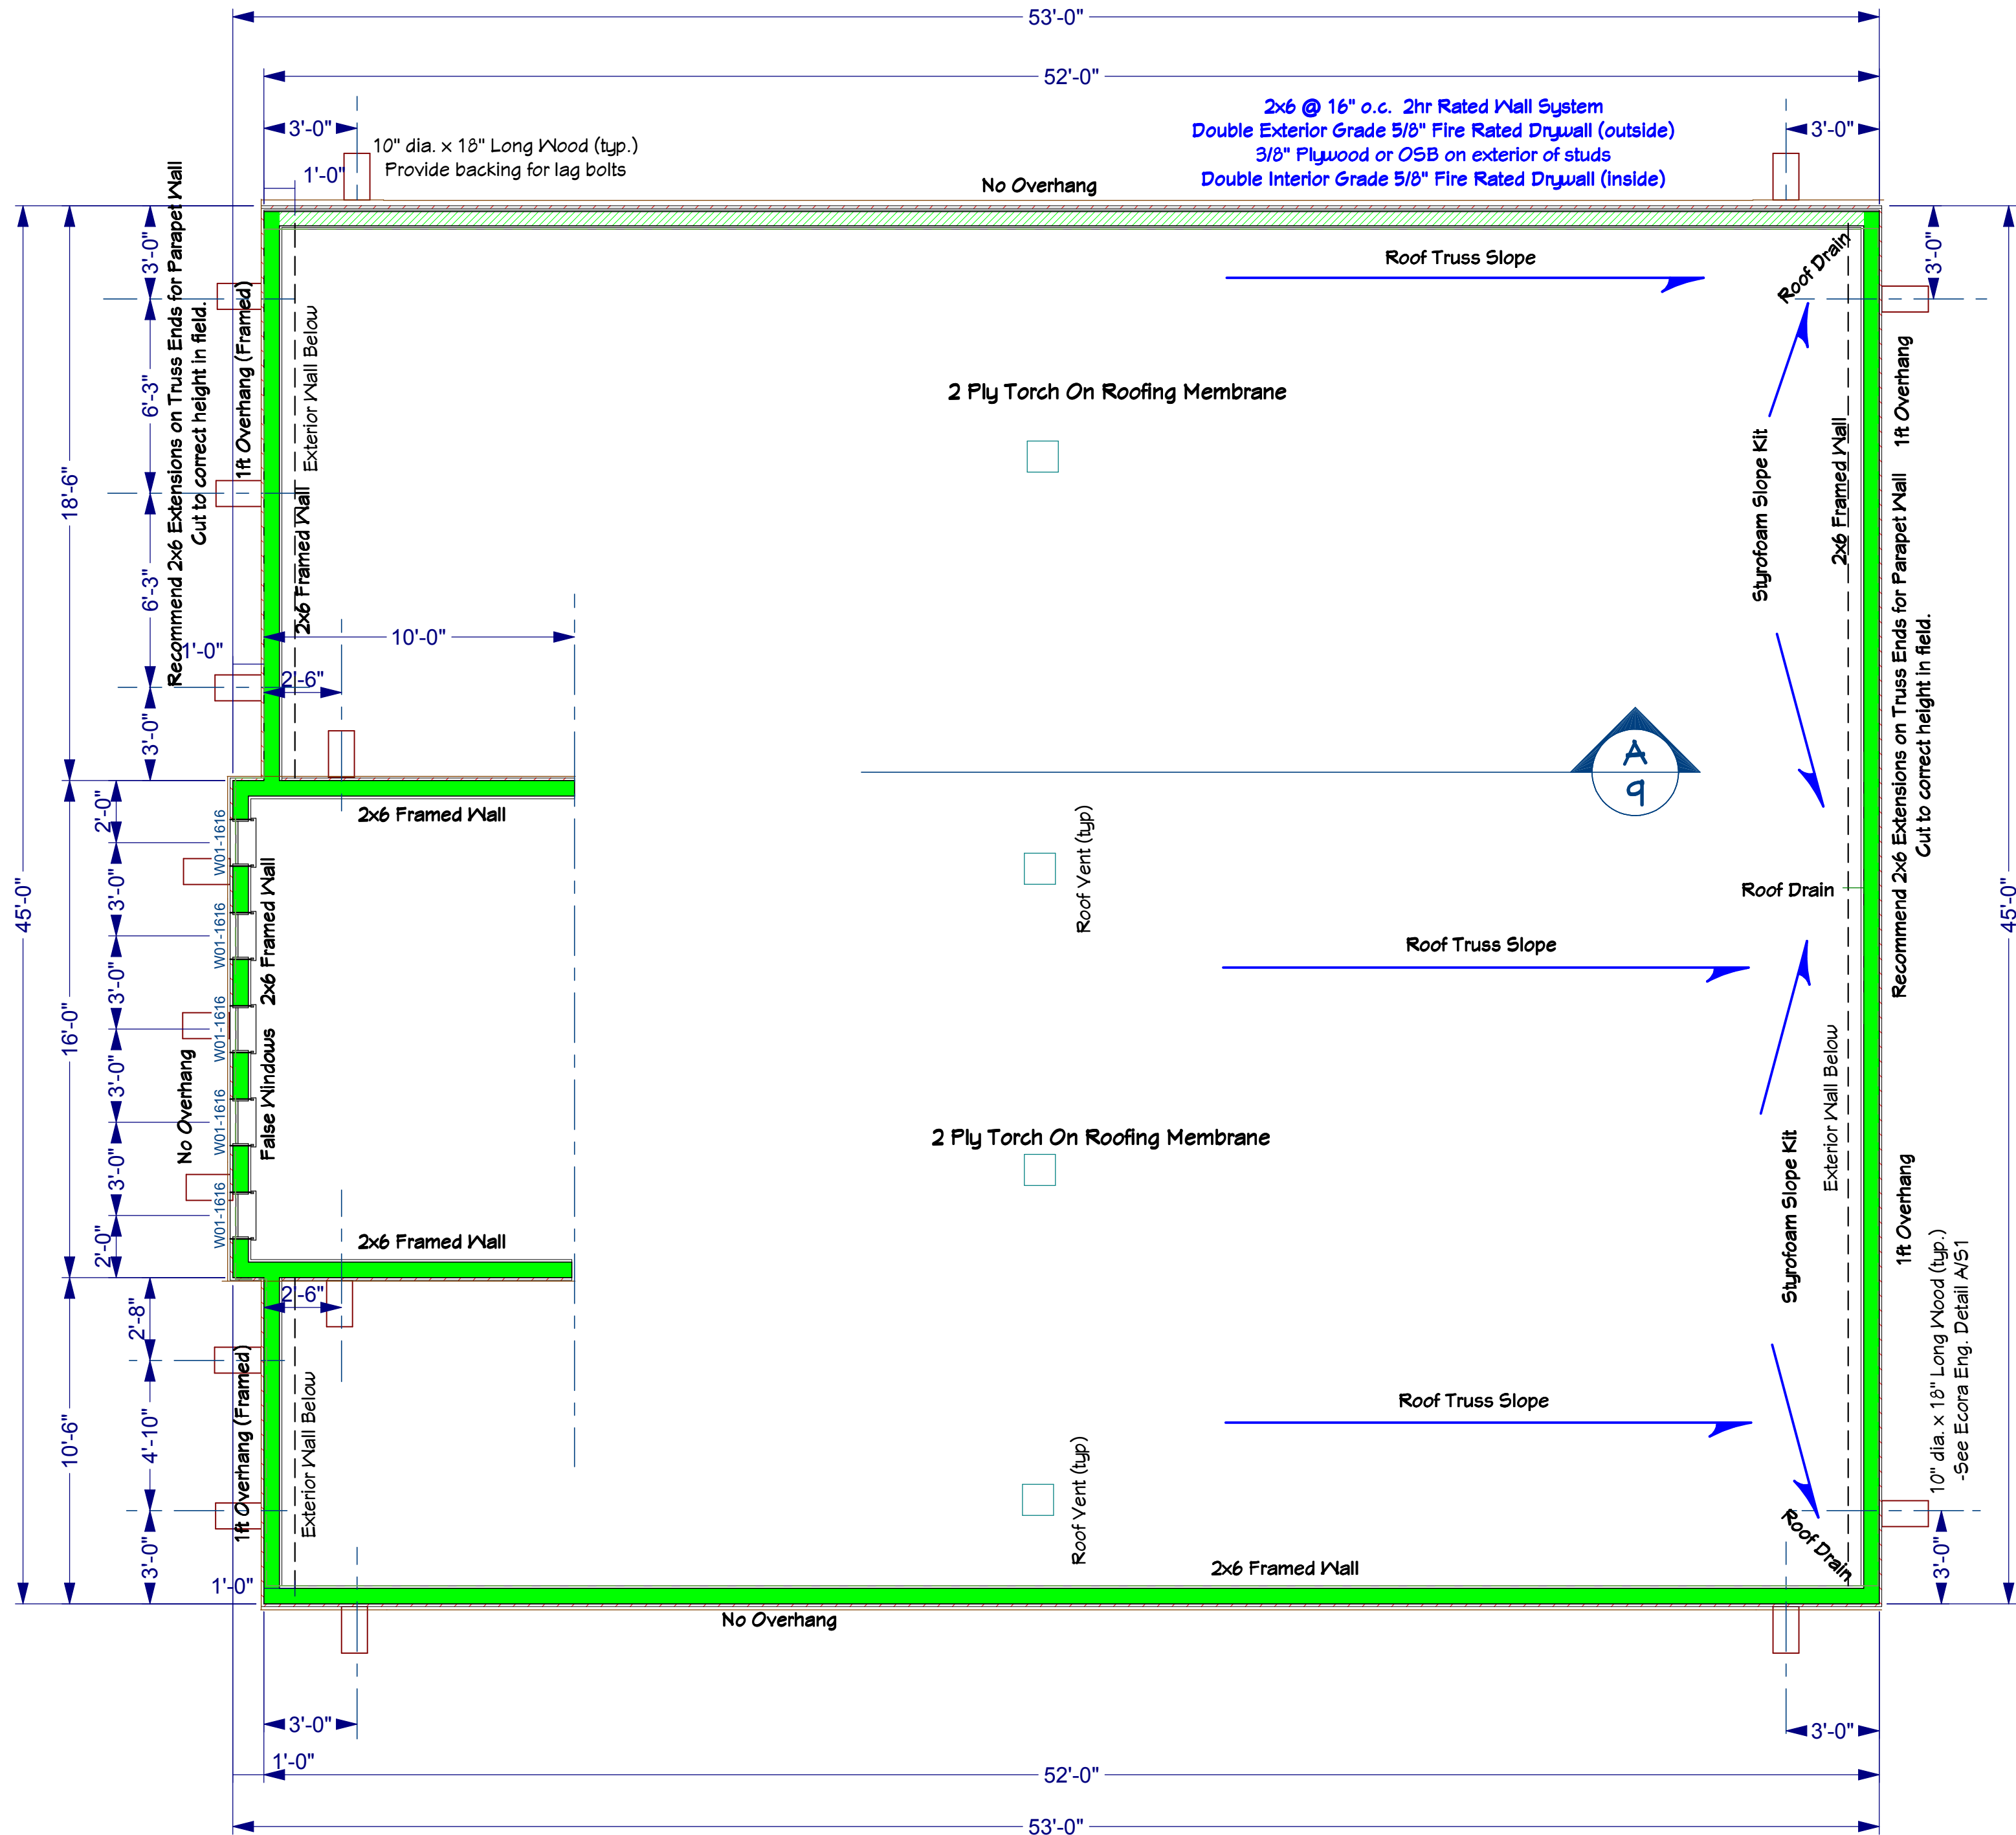 53'-0"
52'-0"
3'-0"
10" dia. x 18" Long Wood (typ.)
Provide backing for lag bolts
1'-0"
2x6 @ 16" o.c. 2hr Rated Wall System
Double Exterior Grade 5/8" Fire Rated Drywall (outside)
3/8" Plywood or OSB on exterior of studs
Double Interior Grade 5/8" Fire Rated Drywall (inside)
3'-0"
No Overhang
45'-0"
18'-6"
16'-0"
10'-6"
3'-0"
6'-3"
6'-3"
3'-0"
Recommend 2x6 Extensions on Truss Ends for Parapet Wall
Cut to correct height in field.
1ft Overhang (Framed)
Exterior Wall Below
2x6 Framed Wall
1'-0"
10'-0"
2'-6"
Roof Truss Slope
Roof Drain
3'-0"
2 Ply Torch On Roofing Membrane
Styrofoam Slope Kit
2x6 Framed Wall
1ft Overhang
Recommend 2x6 Extensions on Truss Ends for Parapet Wall
Cut to correct height in field.
A
9
2x6 Framed Wall
2'-0"
3'-0"
3'-0"
3'-0"
3'-0"
2'-0"
W01-1616
W01-1616
W01-1616
W01-1616
W01-1616
No Overhang
False Windows
2x6 Framed Wall
Roof Vent (typ)
Roof Drain
45'-0"
Roof Truss Slope
Exterior Wall Below
2 Ply Torch On Roofing Membrane
Styrofoam Slope Kit
1ft Overhang
10" dia. x 18" Long Wood (typ.)
-See Ecora Eng. Detail A/S1
2x6 Framed Wall
2'-6"
2'-8"
4'-10"
3'-0"
1ft Overhang (Framed)
Exterior Wall Below
Roof Truss Slope
Roof Vent (typ)
Roof Drain
3'-0"
2x6 Framed Wall
1'-0"
No Overhang
3'-0"
3'-0"
1'-0"
52'-0"
53'-0"